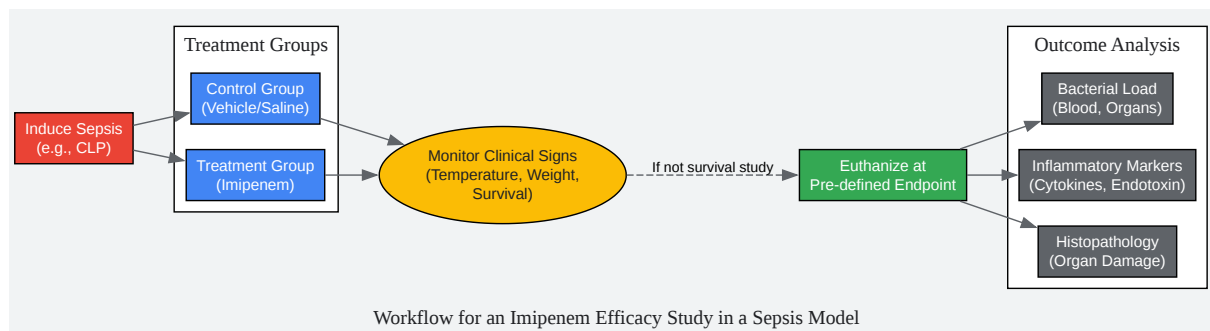 Treatment Groups
Outcome Analysis
Induce Sepsis
(e.g., CLP)
Control Group
(Vehicle/Saline)
Treatment Group
(Imipenem)
Monitor Clinical Signs
(Temperature, Weight,
Survival)
If not survival study
Euthanize at
Pre-defined Endpoint
Bacterial Load
(Blood, Organs)
Inflammatory Markers
(Cytokines, Endotoxin)
Histopathology
(Organ Damage)
Workflow for an Imipenem Efficacy Study in a Sepsis Model